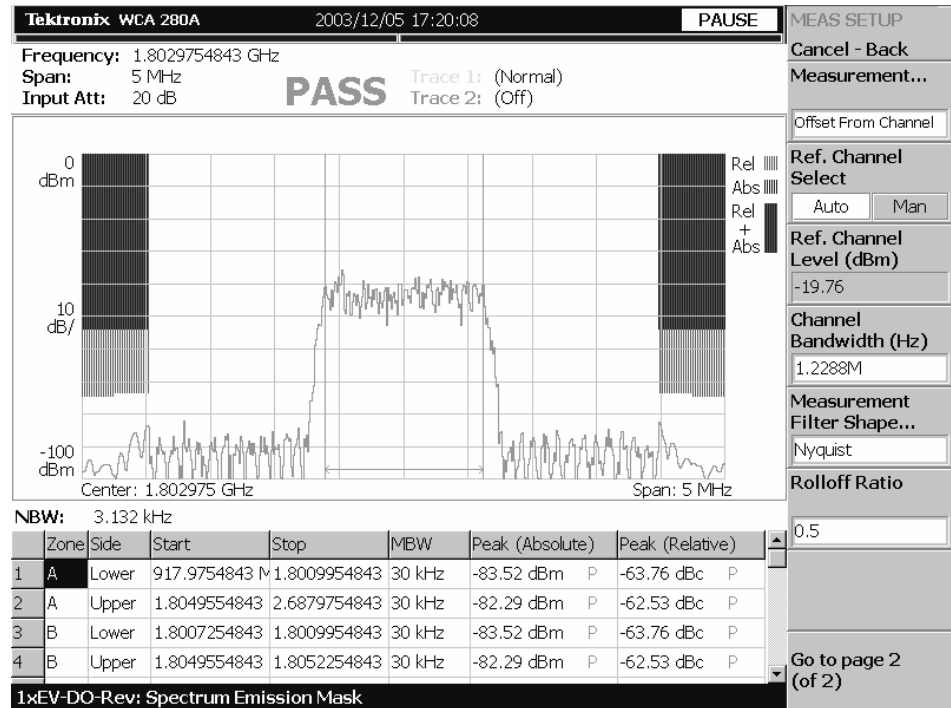 Tektronix WCA 280A 2003/12/05 17:20:08 PAUSE
Frequency: 1.8029754843 GHz
Span: 5 MHz
Input Att: 20 dB
PASS
Trace 1: (Normal)
Trace 2: (Off)
0
dBm
10
dB/
-100
dBm
Rel
Abs
Rel
+
Abs
Center: 1.802975 GHz Span: 5 MHz
NBW: 3.132 kHz
Zone Side Start Stop MBW Peak (Absolute) Peak (Relative)
1 A Lower 917.9754843 M 1.8009954843 30 kHz -83.52 dBm P -63.76 dBc P
2 A Upper 1.8049554843 2.6879754843 30 kHz -82.29 dBm P -62.53 dBc P
3 B Lower 1.8007254843 1.8009954843 30 kHz -83.52 dBm P -63.76 dBc P
4 B Upper 1.8049554843 1.8052254843 30 kHz -82.29 dBm P -62.53 dBc P
1xEV-DO-Rev: Spectrum Emission Mask
MEAS SETUP
Cancel - Back
Measurement...
Offset From Channel
Ref. Channel
Select
Auto Man
Ref. Channel
Level (dBm)
-19.76
Channel
Bandwidth (Hz)
1.2288M
Measurement
Filter Shape...
Nyquist
Rolloff Ratio
0.5
Go to page 2
(of 2)